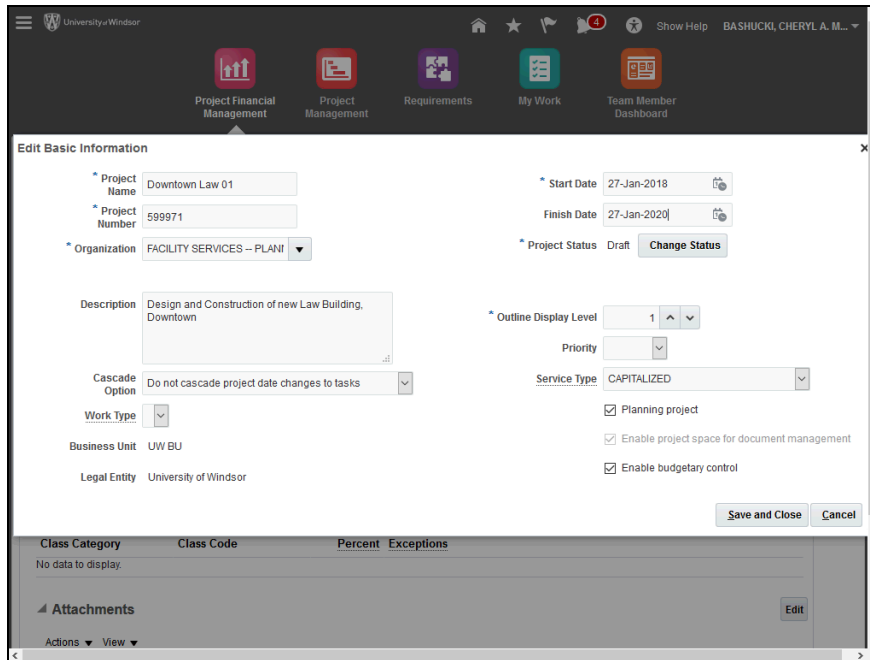 University of Windsor
4
Show Help BASHUCKI, CHERYL A. M...
Project Financial Management
Project Management
Requirements
My Work
Team Member Dashboard
Edit Basic Information
* Project Name Downtown Law 01
* Start Date 27-Jan-2018
* Project Number 599971
Finish Date 27-Jan-2020
* Organization FACILITY SERVICES -- PLANI
* Project Status Draft Change Status
Description Design and Construction of new Law Building,
Downtown
* Outline Display Level 1
Priority
Cascade Option Do not cascade project date changes to tasks
Service Type CAPITALIZED
Work Type
Planning project
Business Unit UW BU
Enable project space for document management
Legal Entity University of Windsor
Enable budgetary control
Save and Close Cancel
Class Category Class Code Percent Exceptions
No data to display.
Attachments Edit
Actions View